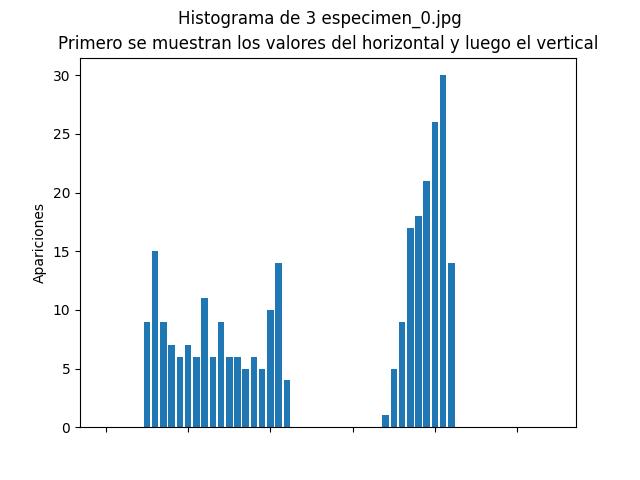 Histograma de 3 especimen_0.jpg
Primero se muestran los valores del horizontal y luego el vertical
30
25
20
15
10
5
0
Apariciones